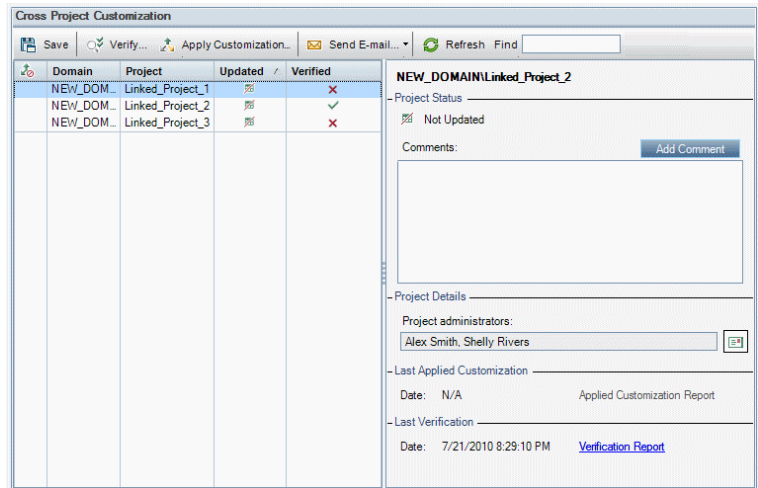 Cross Project Customization
Save Verify... Apply Customization... Send E-mail... Refresh Find
Domain Project Updated / Verified
NEW_DOM... Linked_Project_1
NEW_DOM... Linked_Project_2
NEW_DOM... Linked_Project_3
NEW_DOMAIN\Linked_Project_2
Project Status
Not Updated
Comments: Add Comment
Project Details
Project administrators:
Alex Smith, Shelly Rivers
Last Applied Customization
Date: N/A Applied Customization Report
Last Verification
Date: 7/21/2010 8:29:10 PM Verification Report